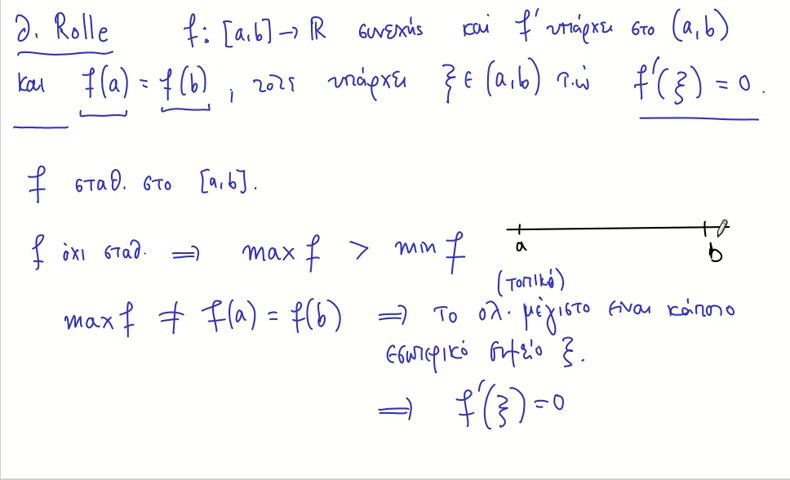 Θ. Rolle f: [a,b] → ℝ συνεχής και f' υπάρχει στο (a,b)
και f(a) = f(b), τότε υπάρχει ξ ∈ (a,b) τ.ώ f'(ξ) = 0.
f σταθ. στο [a,b].
f όχι σταθ. ⟹ max f > min f
a b
(τοπικό)
max f ≠ f(a) = f(b) ⟹ το ολ. μέγιστο είναι κάποιο
εσωτερικό σημείο ξ.
⟹ f'(ξ) = 0